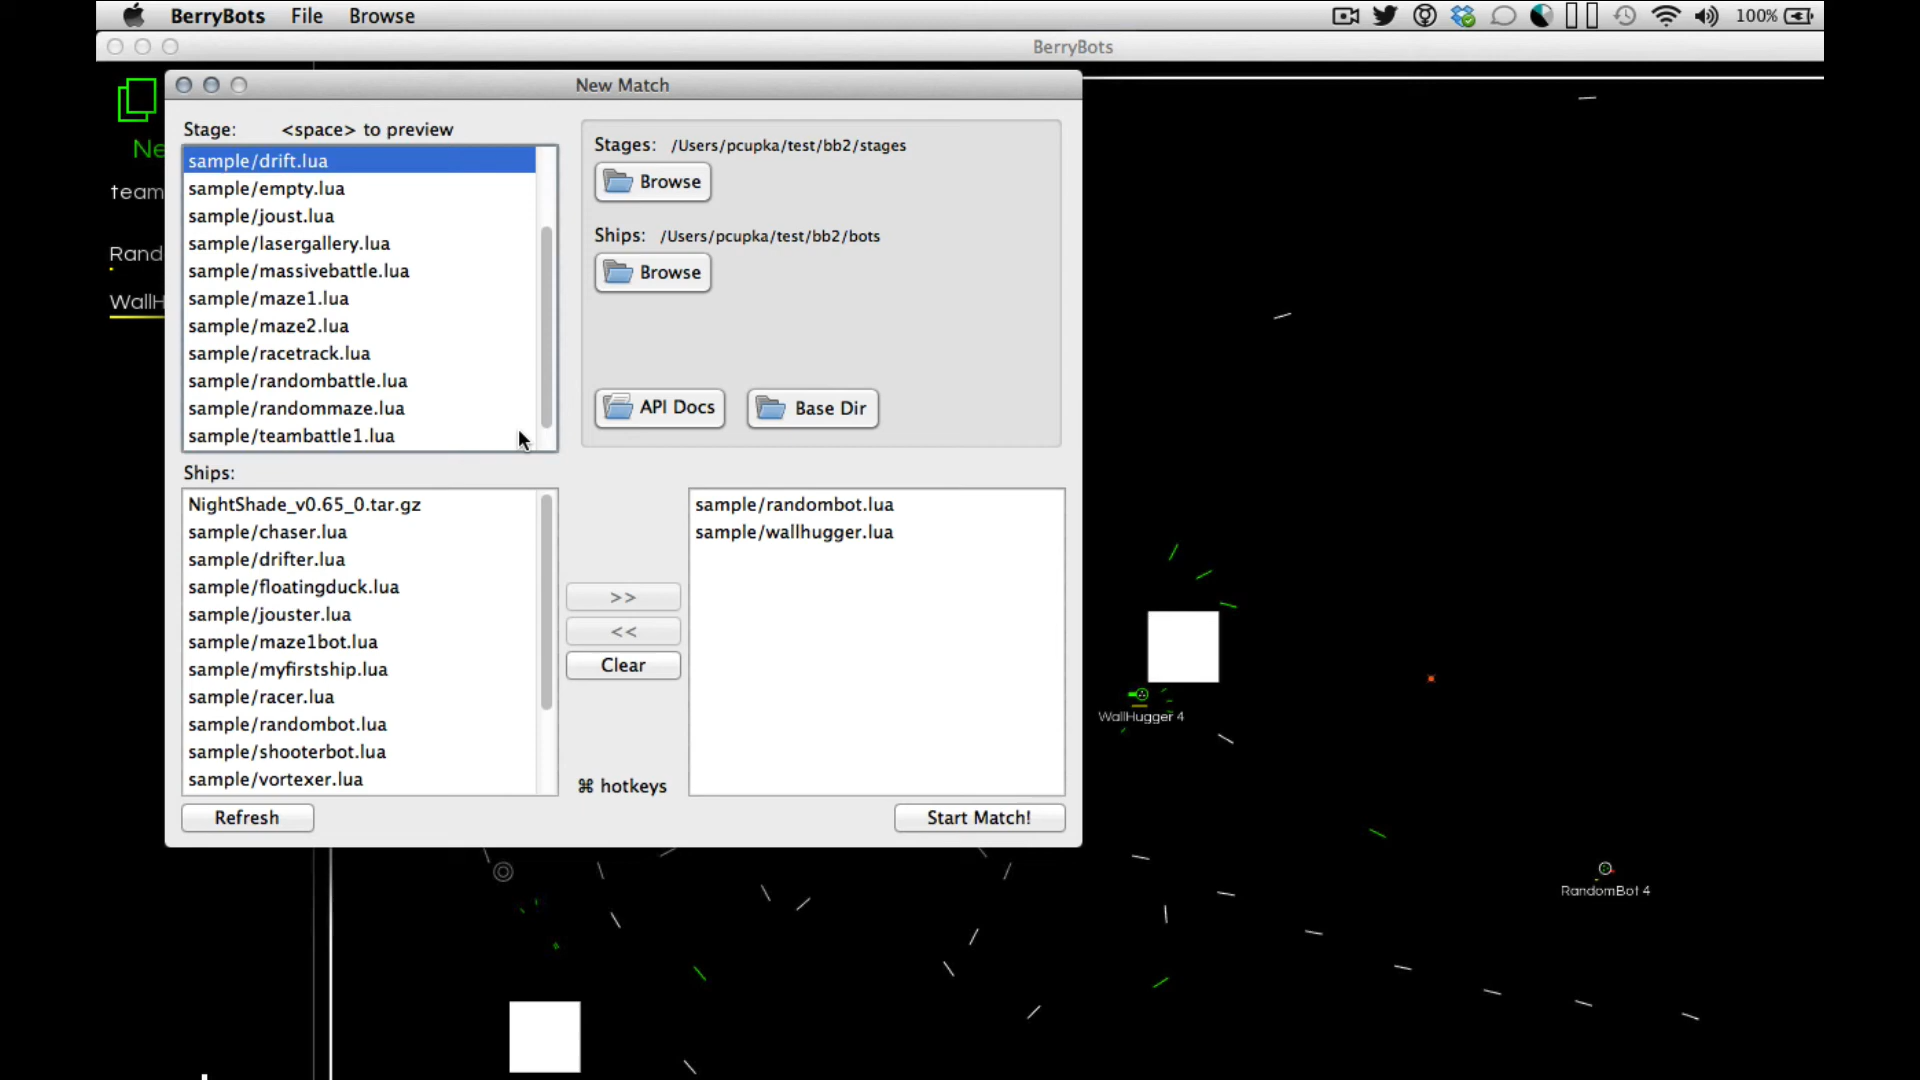 BerryBots File Browse 100%
BerryBots
New Match
Stage: <space> to preview
sample/drift.lua
sample/empty.lua
sample/joust.lua
sample/lasergallery.lua
sample/massivebattle.lua
sample/maze1.lua
sample/maze2.lua
sample/racetrack.lua
sample/randombattle.lua
sample/randommaze.lua
sample/teambattle1.lua
Stages: /Users/pcupka/test/bb2/stages
Browse
Ships: /Users/pcupka/test/bb2/bots
Browse
API Docs Base Dir
Ships:
NightShade_v0.65_0.tar.gz
sample/chaser.lua
sample/drifter.lua
sample/floatingduck.lua
sample/jouster.lua
sample/maze1bot.lua
sample/myfirstship.lua
sample/racer.lua
sample/randombot.lua
sample/shooterbot.lua
sample/vortexer.lua
>>
<<
Clear
⌘ hotkeys
sample/randombot.lua
sample/wallhugger.lua
Refresh
Start Match!
Ne
team
Rand
WallH
WallHugger 4
RandomBot 4